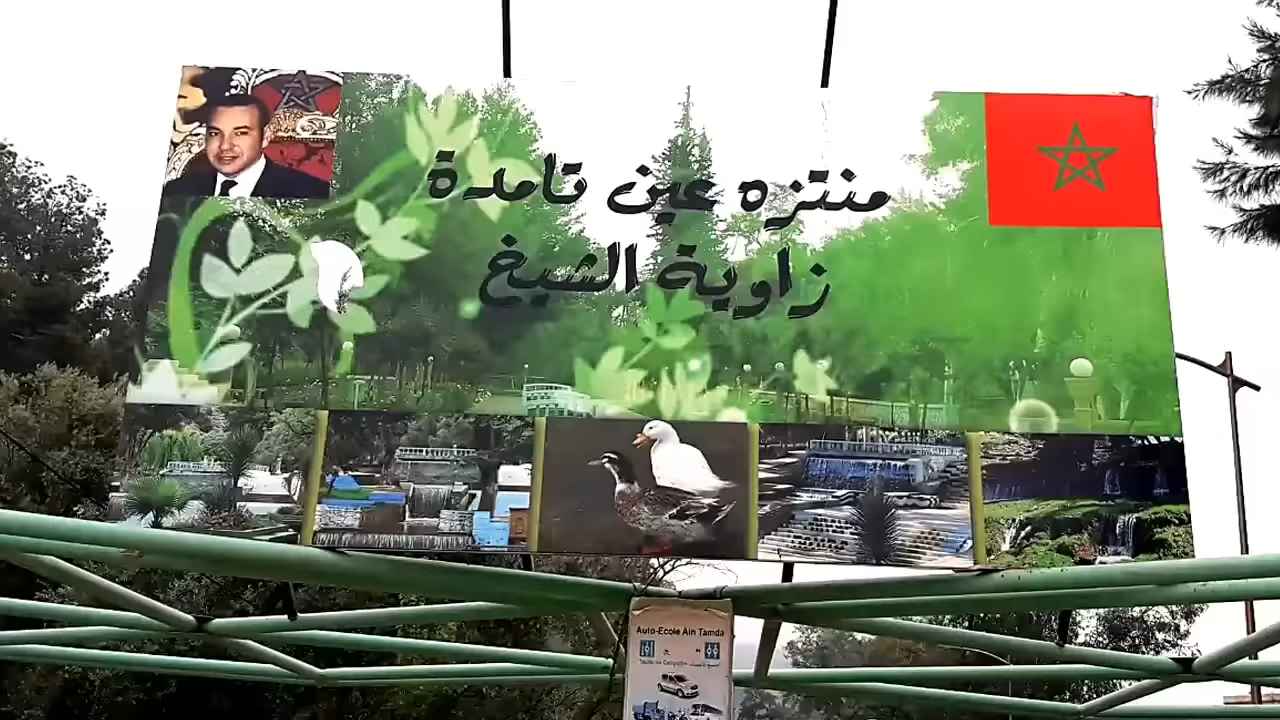 منتزه عين تامدة
زاوية الشيخ
Auto-Ecole Ain Tamda